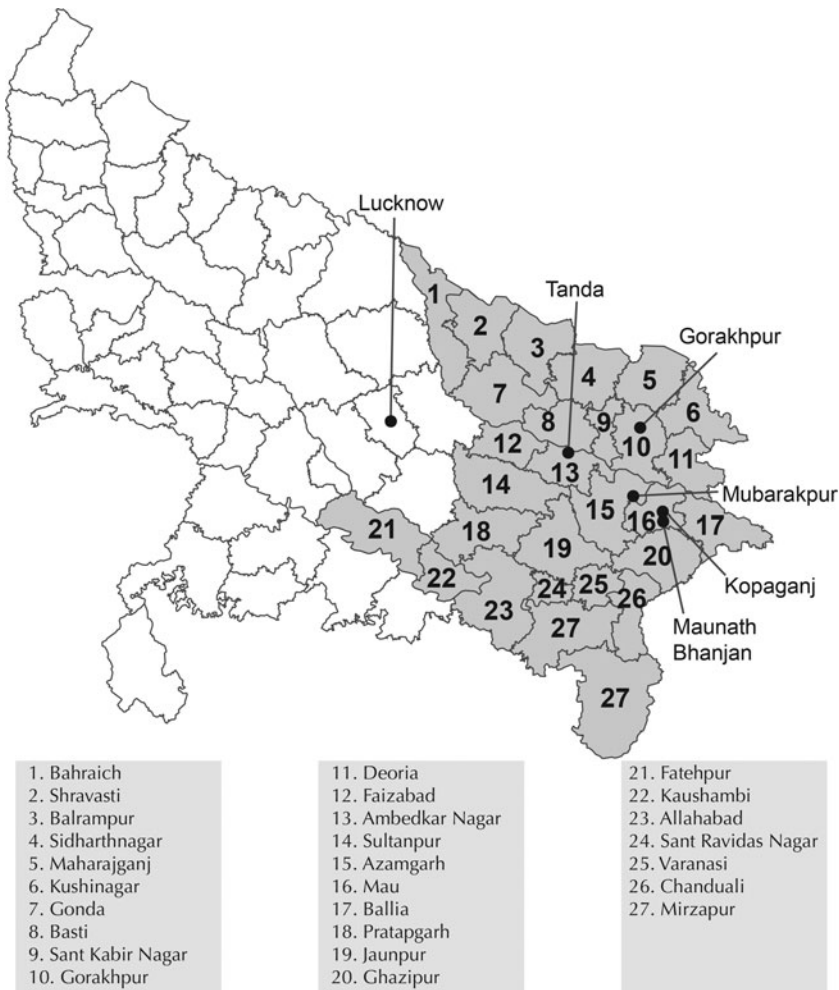 Lucknow
1
Tanda
2
3
Gorakhpur
4
5
7
6
8
9
10
12
11
13
14
Mubarakpur
15
16
17
21
18
19
20
Kopaganj
22
24
25
26
23
Maunath
Bhanjan
27
27
1. Bahraich
2. Shravasti
3. Balrampur
4. Sidharthnagar
5. Maharajganj
6. Kushinagar
7. Gonda
8. Basti
9. Sant Kabir Nagar
10. Gorakhpur
11. Deoria
12. Faizabad
13. Ambedkar Nagar
14. Sultanpur
15. Azamgarh
16. Mau
17. Ballia
18. Pratapgarh
19. Jaunpur
20. Ghazipur
21. Fatehpur
22. Kaushambi
23. Allahabad
24. Sant Ravidas Nagar
25. Varanasi
26. Chanduali
27. Mirzapur